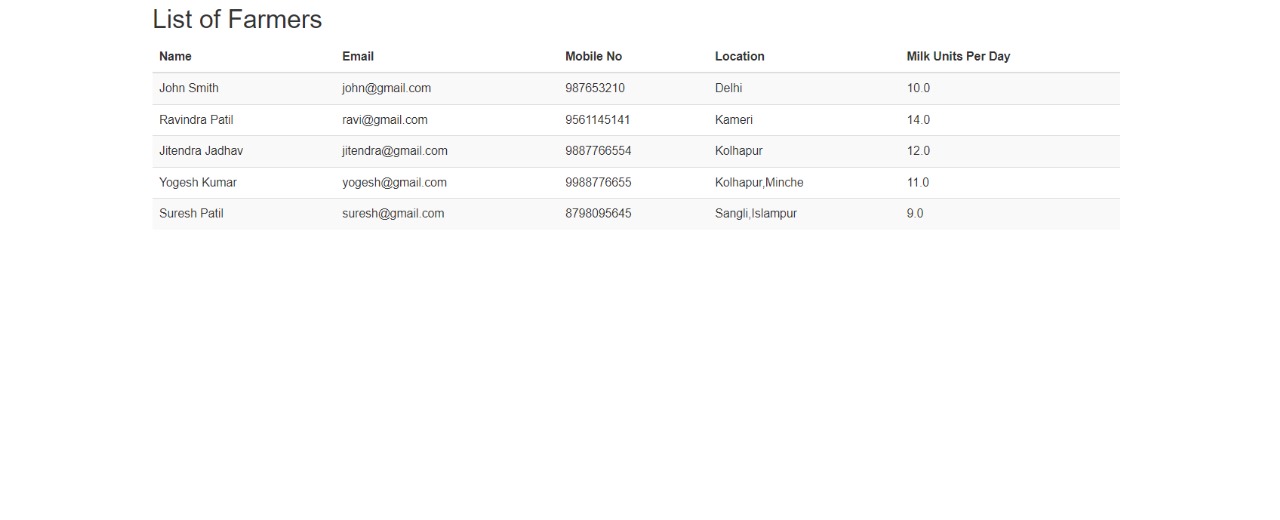 List of Farmers
Name Email Mobile No Location Milk Units Per Day
John Smith john@gmail.com 987653210 Delhi 10.0
Ravindra Patil ravi@gmail.com 9561145141 Kameri 14.0
Jitendra Jadhav jitendra@gmail.com 9887766554 Kolhapur 12.0
Yogesh Kumar yogesh@gmail.com 9988776655 Kolhapur,Minche 11.0
Suresh Patil suresh@gmail.com 8798095645 Sangli,Islampur 9.0